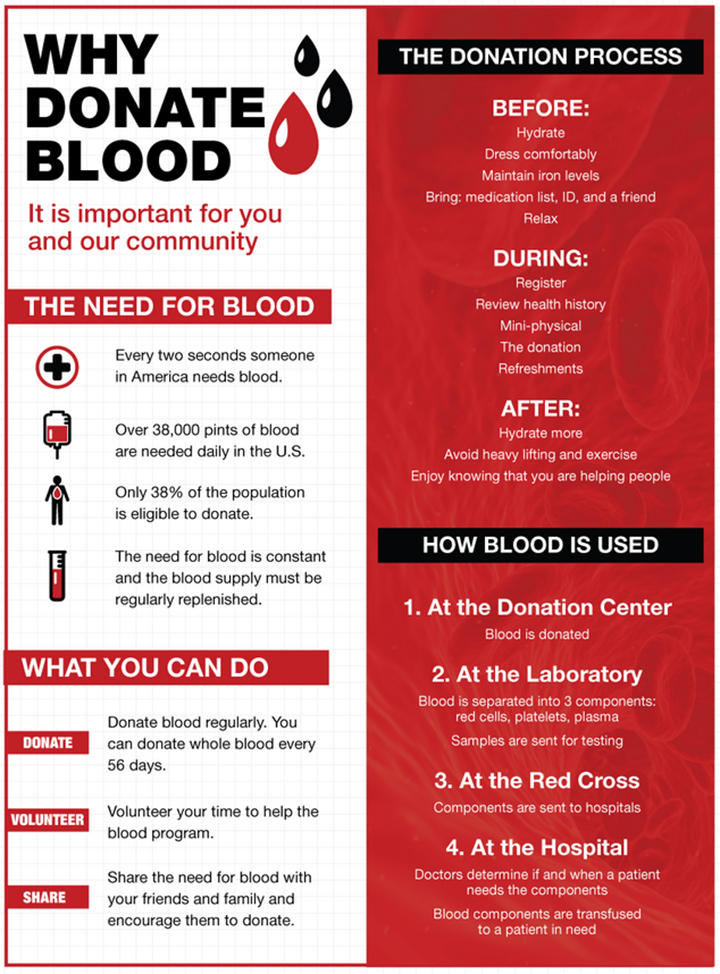 WHY
DONATE
BLOOD
It is important for you
and our community
THE NEED FOR BLOOD
Every two seconds someone
in America needs blood.
Over 38,000 pints of blood
are needed daily in the U.S.
Only 38% of the population
is eligible to donate.
The need for blood is constant
and the blood supply must be
regularly replenished.
WHAT YOU CAN DO
DONATE
Donate blood regularly. You
can donate whole blood every
56 days.
VOLUNTEER
Volunteer your time to help the
blood program.
SHARE
Share the need for blood with
your friends and family and
encourage them to donate.
THE DONATION PROCESS
BEFORE:
Hydrate
Dress comfortably
Maintain iron levels
Bring: medication list, ID, and a friend
Relax
DURING:
Register
Review health history
Mini-physical
The donation
Refreshments
AFTER:
Hydrate more
Avoid heavy lifting and exercise
Enjoy knowing that you are helping people
HOW BLOOD IS USED
1. At the Donation Center
Blood is donated
2. At the Laboratory
Blood is separated into 3 components:
red cells, platelets, plasma
Samples are sent for testing
3. At the Red Cross
Components are sent to hospitals
4. At the Hospital
Doctors determine if and when a patient
needs the components
Blood components are transfused
to a patient in need